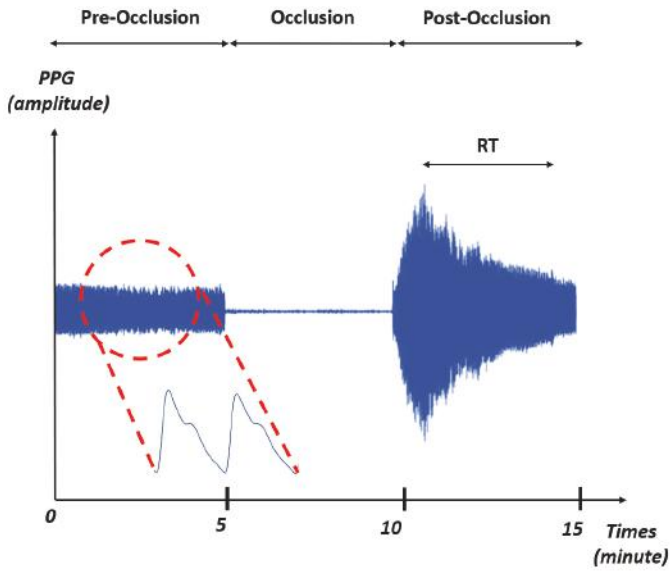 Pre-Occlusion Occlusion Post-Occlusion
PPG
(amplitude)
RT
0 5 10 15 Times
(minute)